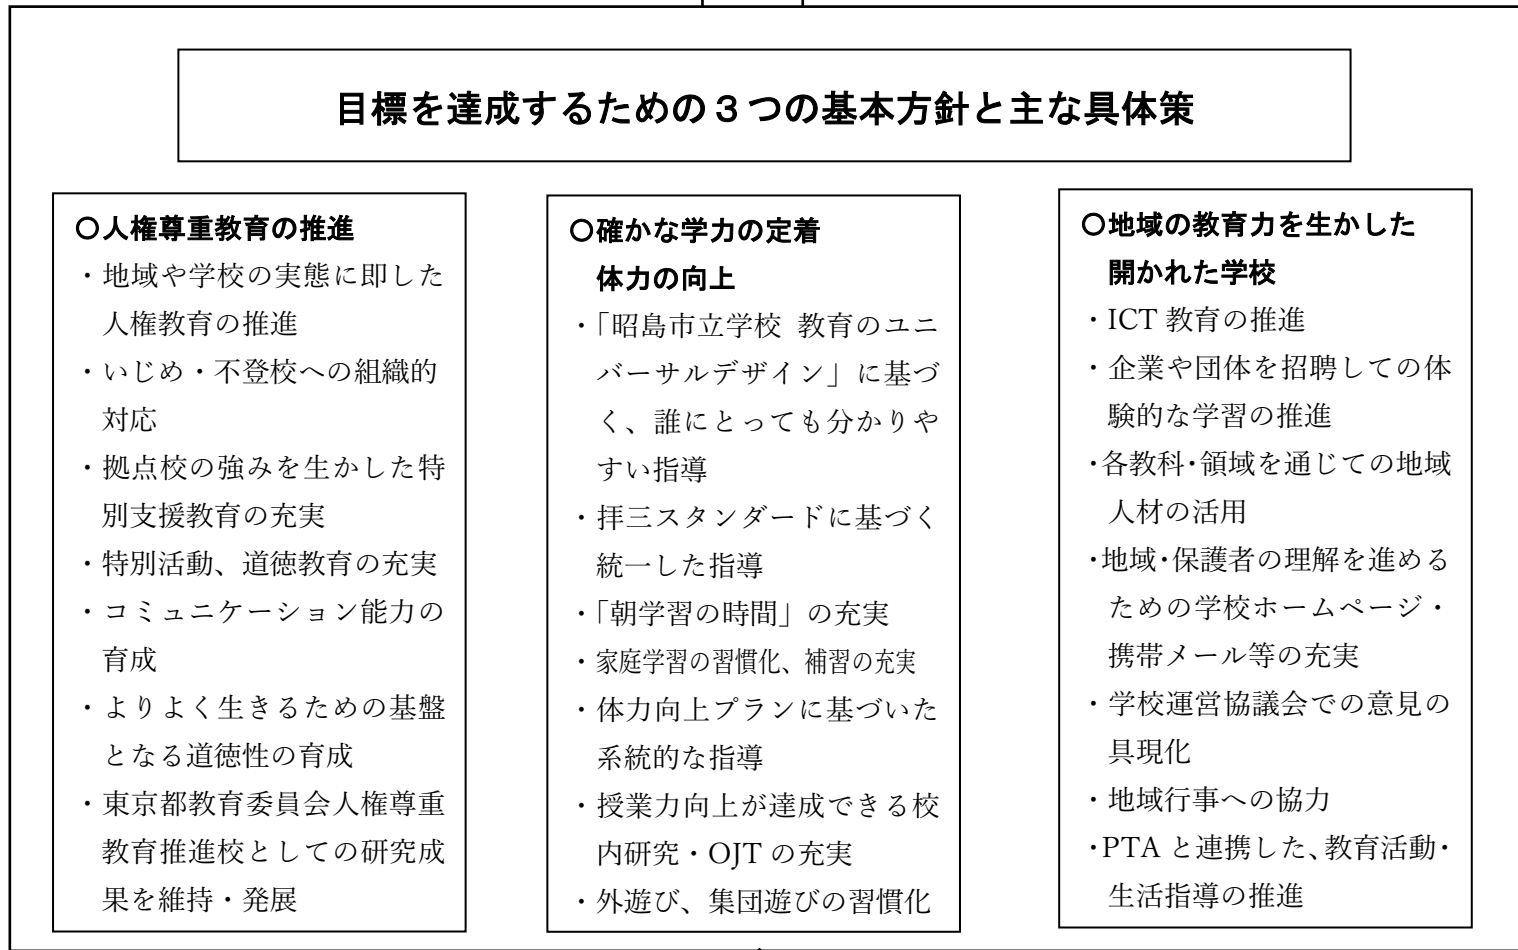 目標を達成するための３つの基本方針と主な具体策
〇人権尊重教育の推進
・地域や学校の実態に即した
人権教育の推進
・いじめ・不登校への組織的
対応
・拠点校の強みを生かした特
別支援教育の充実
・特別活動、道徳教育の充実
・コミュニケーション能力の
育成
・よりよく生きるための基盤
となる道徳性の育成
・東京都教育委員会人権尊重
教育推進校としての研究成
果を維持・発展
〇確かな学力の定着
体力の向上
・「昭島市立学校 教育のユニ
バーサルデザイン」に基づ
く、誰にとっても分かりや
すい指導
・拝三スタンダードに基づく
統一した指導
・「朝学習の時間」の充実
・家庭学習の習慣化、補習の充実
・体力向上プランに基づいた
系統的な指導
・授業力向上が達成できる校
内研究・OJT の充実
・外遊び、集団遊びの習慣化
〇地域の教育力を生かした
開かれた学校
・ICT 教育の推進
・企業や団体を招聘しての体
験的な学習の推進
・各教科・領域を通じての地域
人材の活用
・地域・保護者の理解を進める
ための学校ホームページ・
携帯メール等の充実
・学校運営協議会での意見の
具現化
・地域行事への協力
・PTA と連携した、教育活動・
生活指導の推進